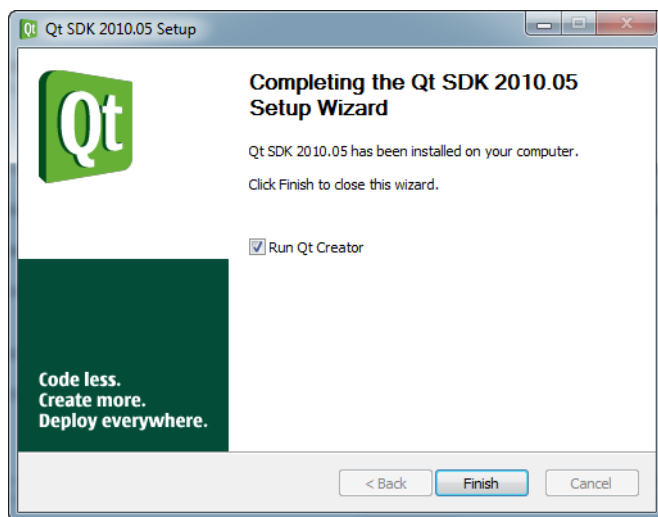 Qt SDK 2010.05 Setup
Qt
Completing the Qt SDK 2010.05
Setup Wizard
Qt SDK 2010.05 has been installed on your computer.
Click Finish to close this wizard.
Run Qt Creator
Code less.
Create more.
Deploy everywhere.
< Back
Finish
Cancel